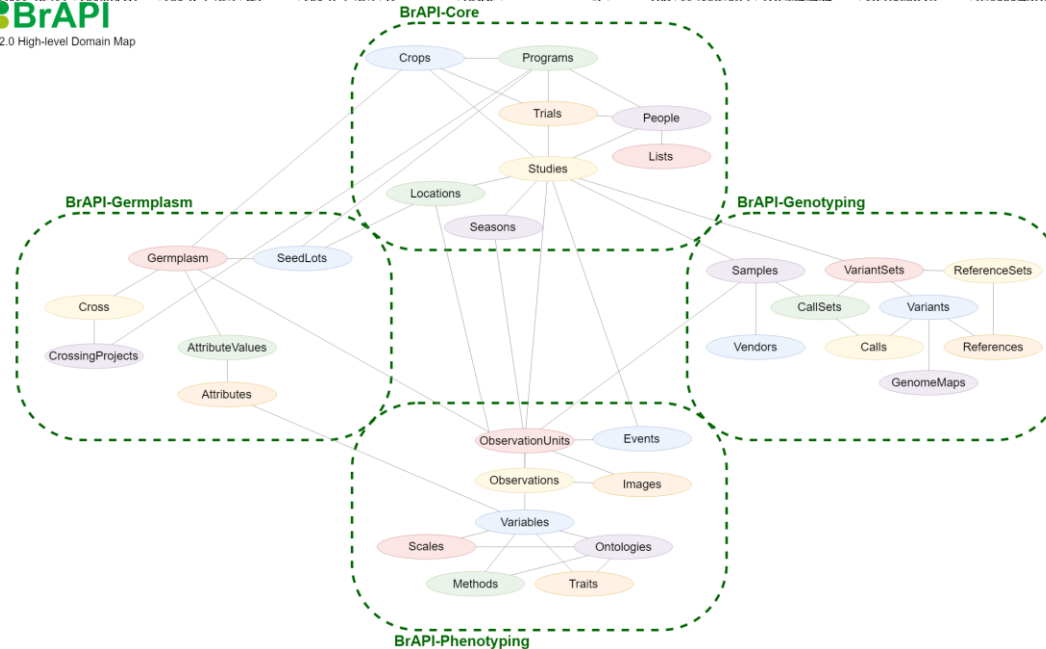 BrAPI
2.0 High-level Domain Map
BrAPI-Core
Crops
Programs
Trials
People
Lists
Studies
Locations
Seasons
BrAPI-Germplasm
Germplasm
SeedLots
Cross
CrossingProjects
AttributeValues
Attributes
BrAPI-Genotyping
Samples
VariantSets
ReferenceSets
CallSets
Variants
Vendors
Calls
References
GenomeMaps
ObservationUnits
Events
Observations
Images
Variables
Scales
Ontologies
Methods
Traits
BrAPI-Phenotyping